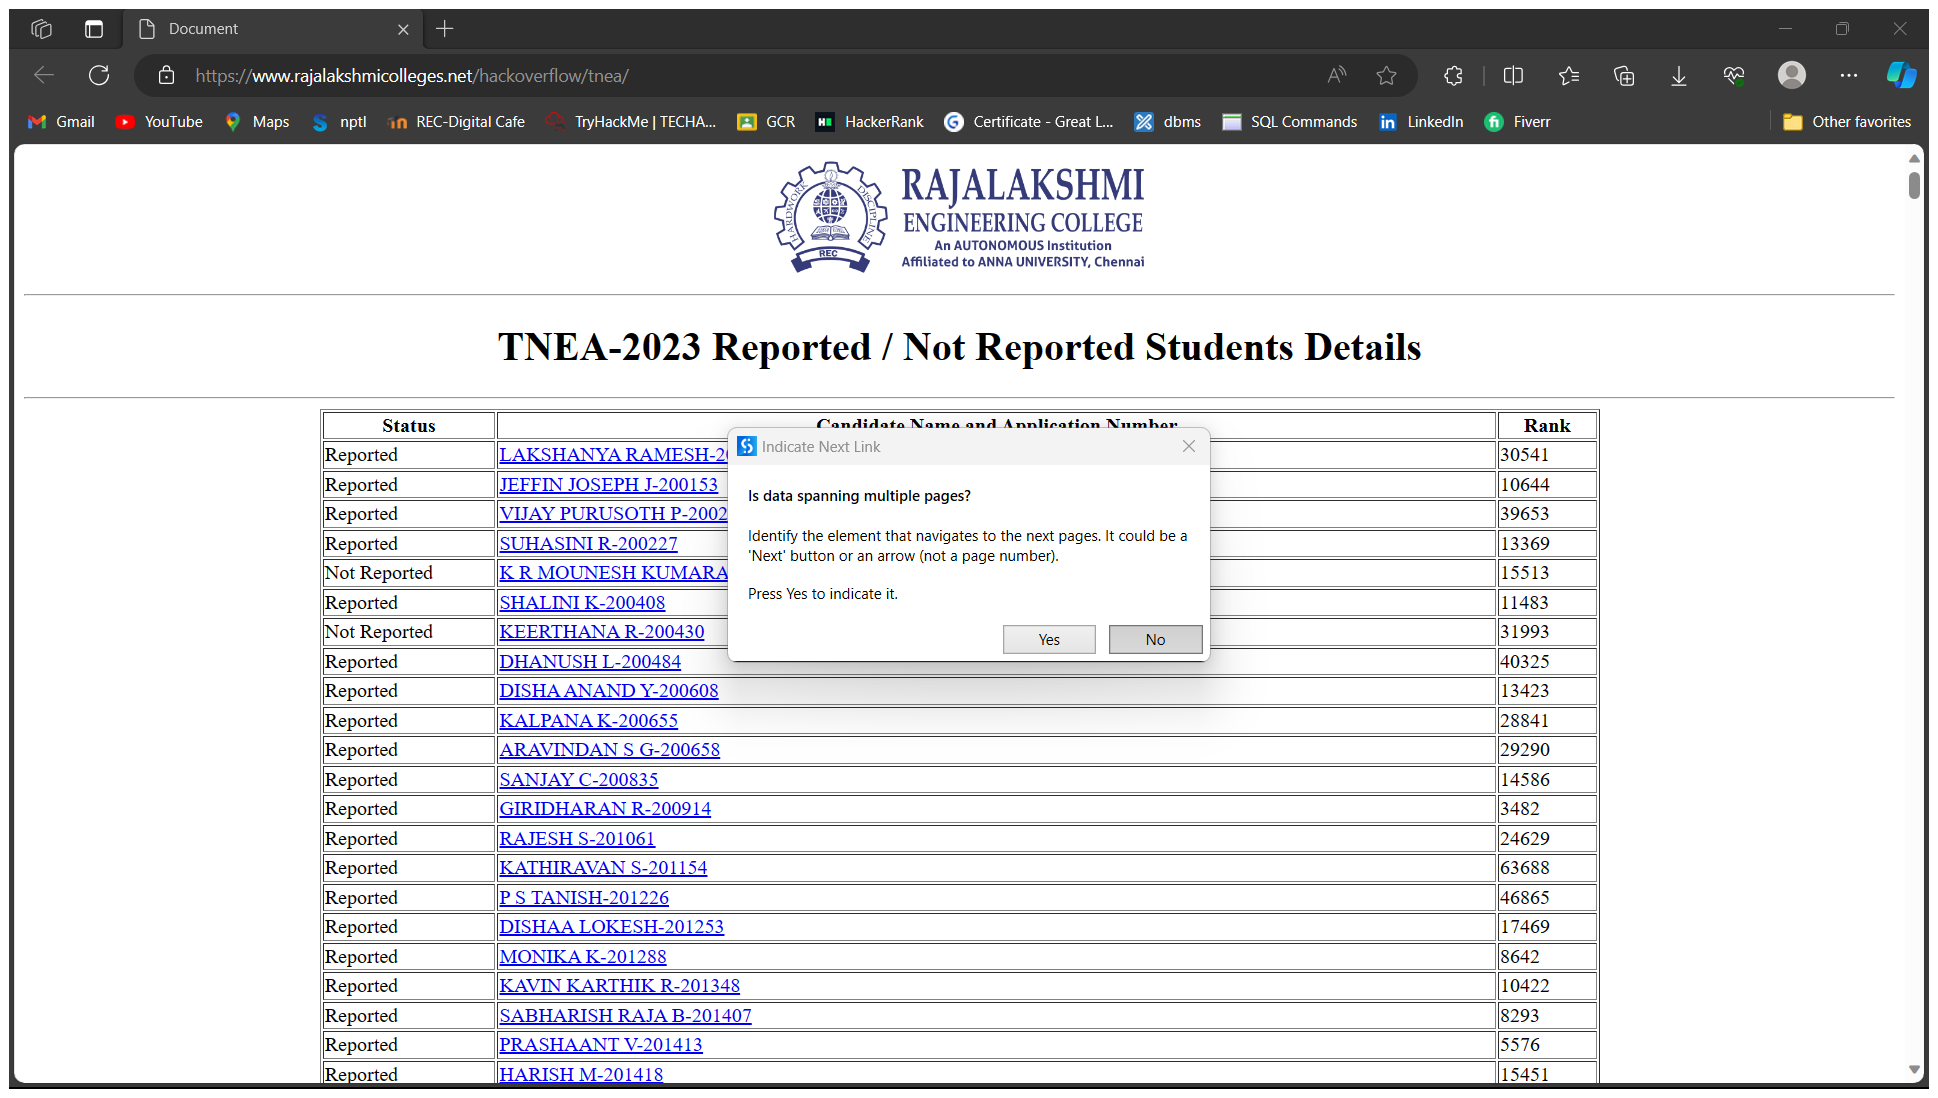 Document
https://www.rajalakshmicolleges.net/hackoverflow/tnea/
Gmail YouTube Maps nptl REC-Digital Cafe TryHackMe | TECHA... GCR HackerRank Certificate - Great L... dbms SQL Commands LinkedIn Fiverr Other favorites
HARDWORK DISCIPLINE
REC
RAJALAKSHMI
ENGINEERING COLLEGE
An AUTONOMOUS Institution
Affiliated to ANNA UNIVERSITY, Chennai
TNEA-2023 Reported / Not Reported Students Details
Status Candidate Name and Application Number Rank
Reported LAKSHANYA RAMESH-20 30541
Reported JEFFIN JOSEPH J-200153 10644
Reported VIJAY PURUSOTH P-2002 39653
Reported SUHASINI R-200227 13369
Not Reported K R MOUNESH KUMARA 15513
Reported SHALINI K-200408 11483
Not Reported KEERTHANA R-200430 31993
Reported DHANUSH L-200484 40325
Reported DISHA ANAND Y-200608 13423
Reported KALPANA K-200655 28841
Reported ARAVINDAN S G-200658 29290
Reported SANJAY C-200835 14586
Reported GIRIDHARAN R-200914 3482
Reported RAJESH S-201061 24629
Reported KATHIRAVAN S-201154 63688
Reported P S TANISH-201226 46865
Reported DISHAA LOKESH-201253 17469
Reported MONIKA K-201288 8642
Reported KAVIN KARTHIK R-201348 10422
Reported SABHARISH RAJA B-201407 8293
Reported PRASHAANT V-201413 5576
Reported HARISH M-201418 15451
Indicate Next Link
Is data spanning multiple pages?
Identify the element that navigates to the next pages. It could be a
'Next' button or an arrow (not a page number).
Press Yes to indicate it.
Yes No